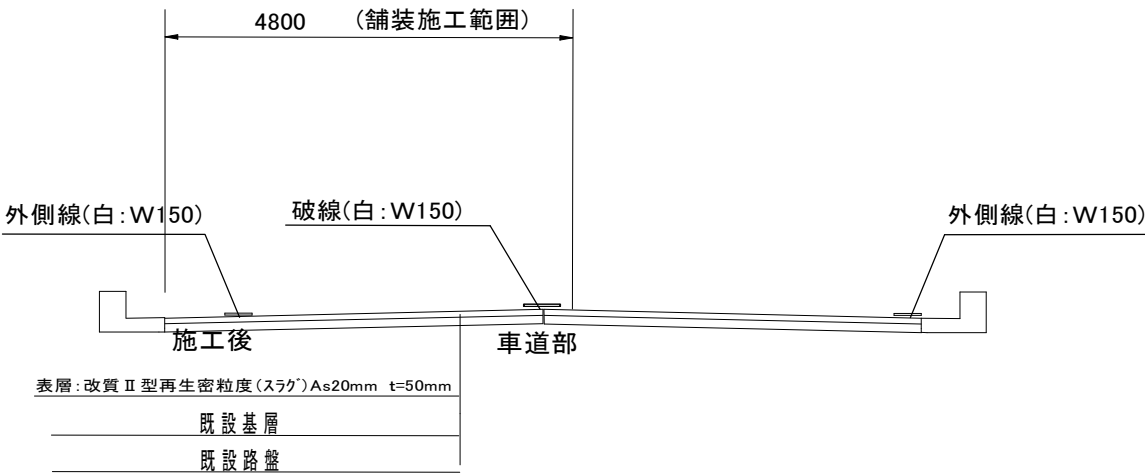 4800 (舗装施工範囲)
外側線(白:W150)
破線(白:W150)
外側線(白:W150)
施工後
車道部
表層:改質Ⅱ型再生密粒度(ｽﾗｸﾞ)As20mm t=50mm
既設基層
既設路盤